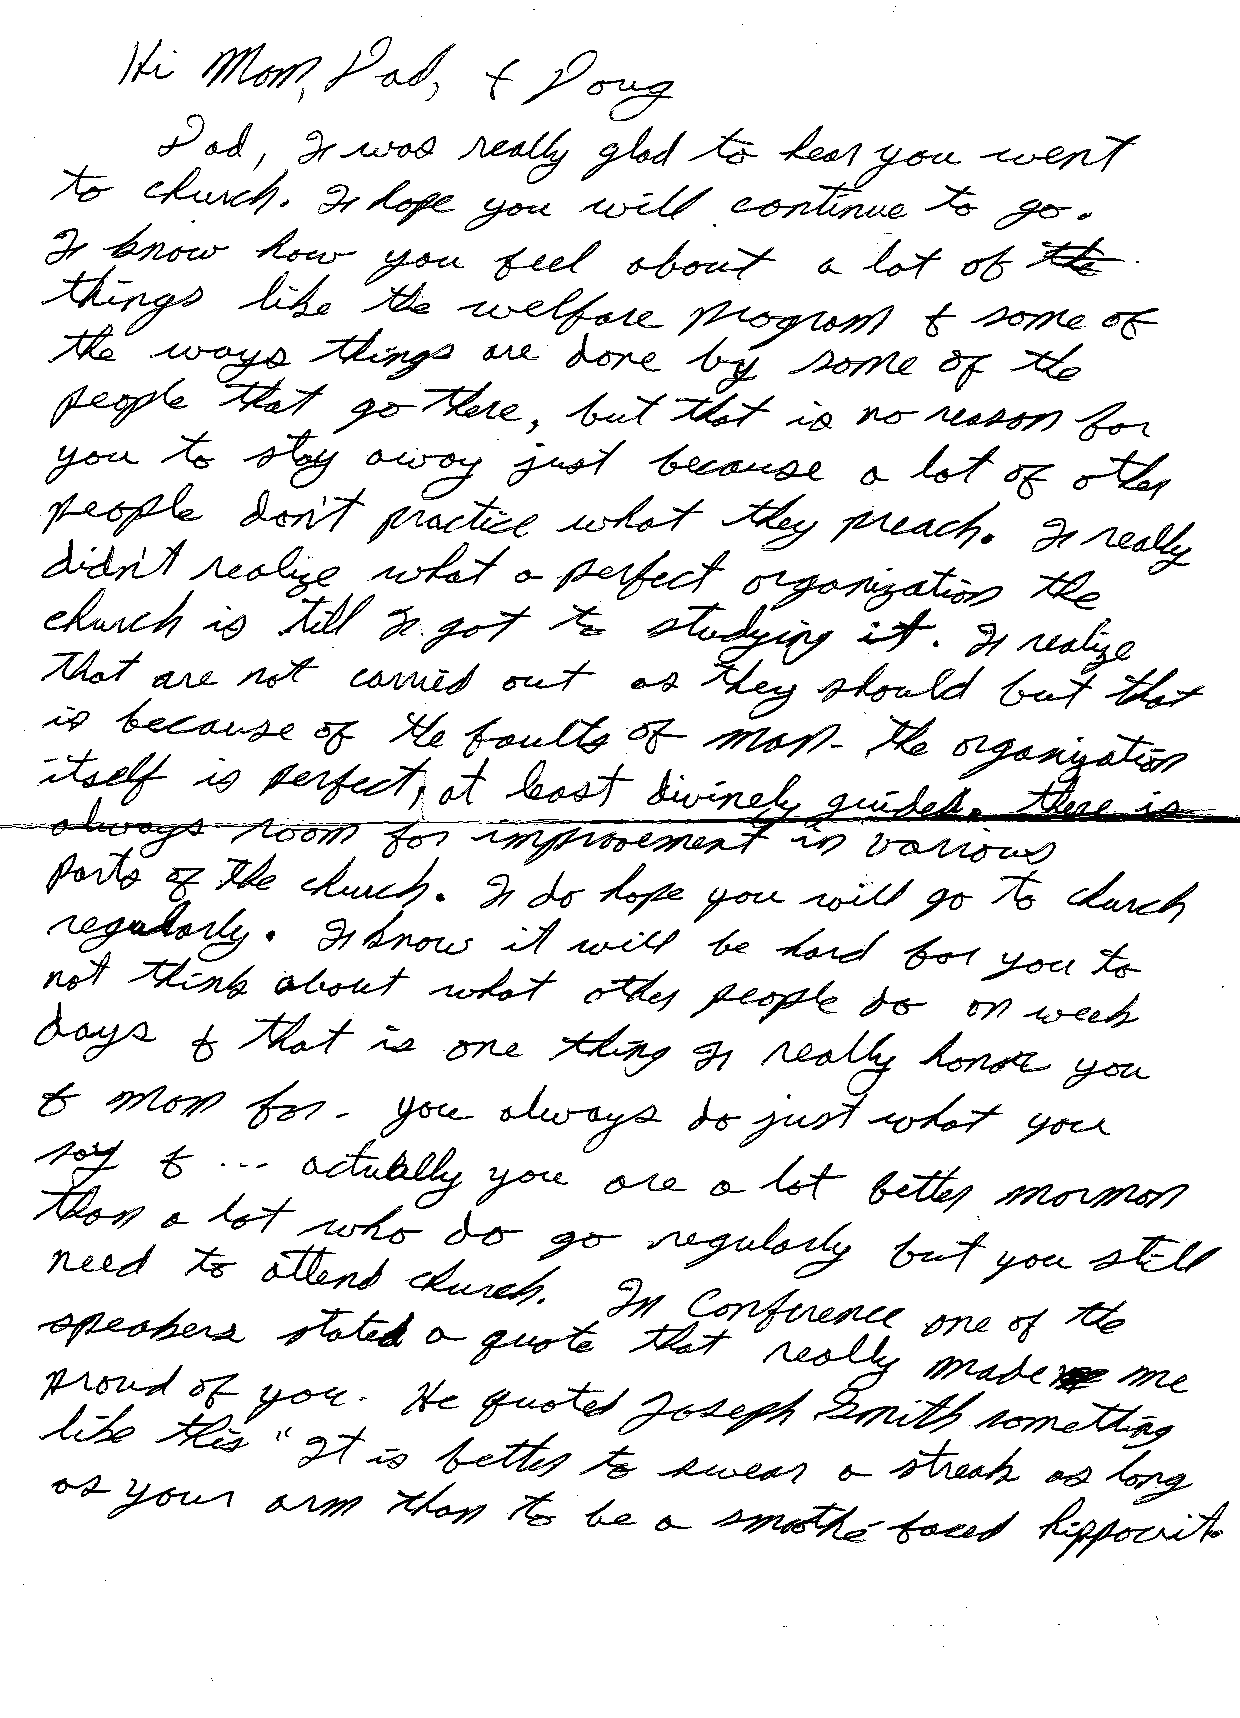 Hi Mom, Dad, & Doug
Dad, I was really glad to hear you went
to church. I hope you will continue to go.
I know how you feel about a lot of the
things like the welfare program & some of
the ways things are done by some of the
people that go there, but that is no reason for
you to stay away just because a lot of other
people don't practice what they preach. I really
didn't realize what a perfect organization the
church is till I got to studying it. I realize
that are not carried out as they should but that
is because of the faults of man - the organization
itself is perfect, at least divinely guided. there is
always room for improvement in various
parts of the church. I do hope you will go to church
regularly. I know it will be hard for you to
not think about what other people do on week
days & that is one thing I really honor you
& mom for - you always do just what you
say & ... actually you are a lot better mormon
than a lot who do go regularly but you still
need to attend church. In Conference one of the
speakers stated a quote that really made me
proud of you. He quoted Joseph Smith something
like this "It is better to swear a streak as long
as your arm than to be a smothe faced hippocrit